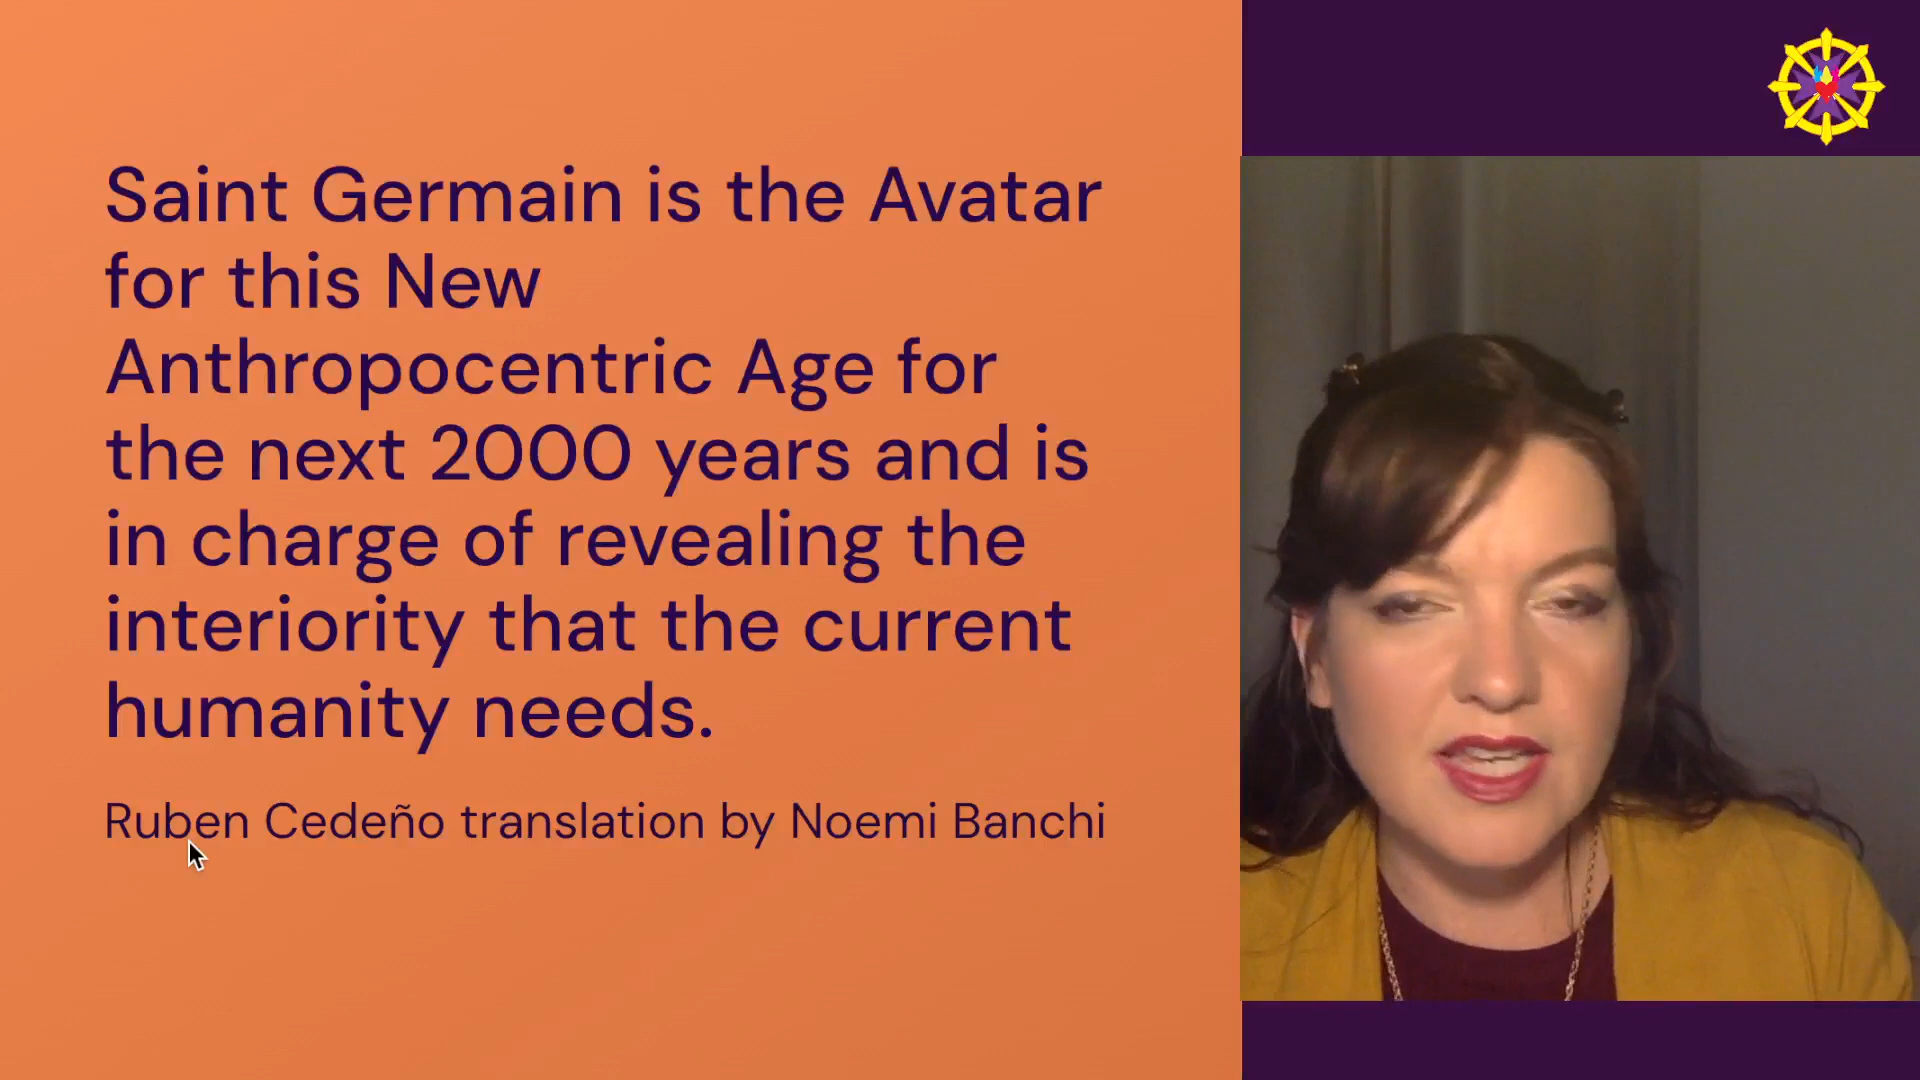 Saint Germain is the Avatar
for this New
Anthropocentric Age for
the next 2000 years and is
in charge of revealing the
interiority that the current
humanity needs.
Ruben Cedeño translation by Noemi Banchi